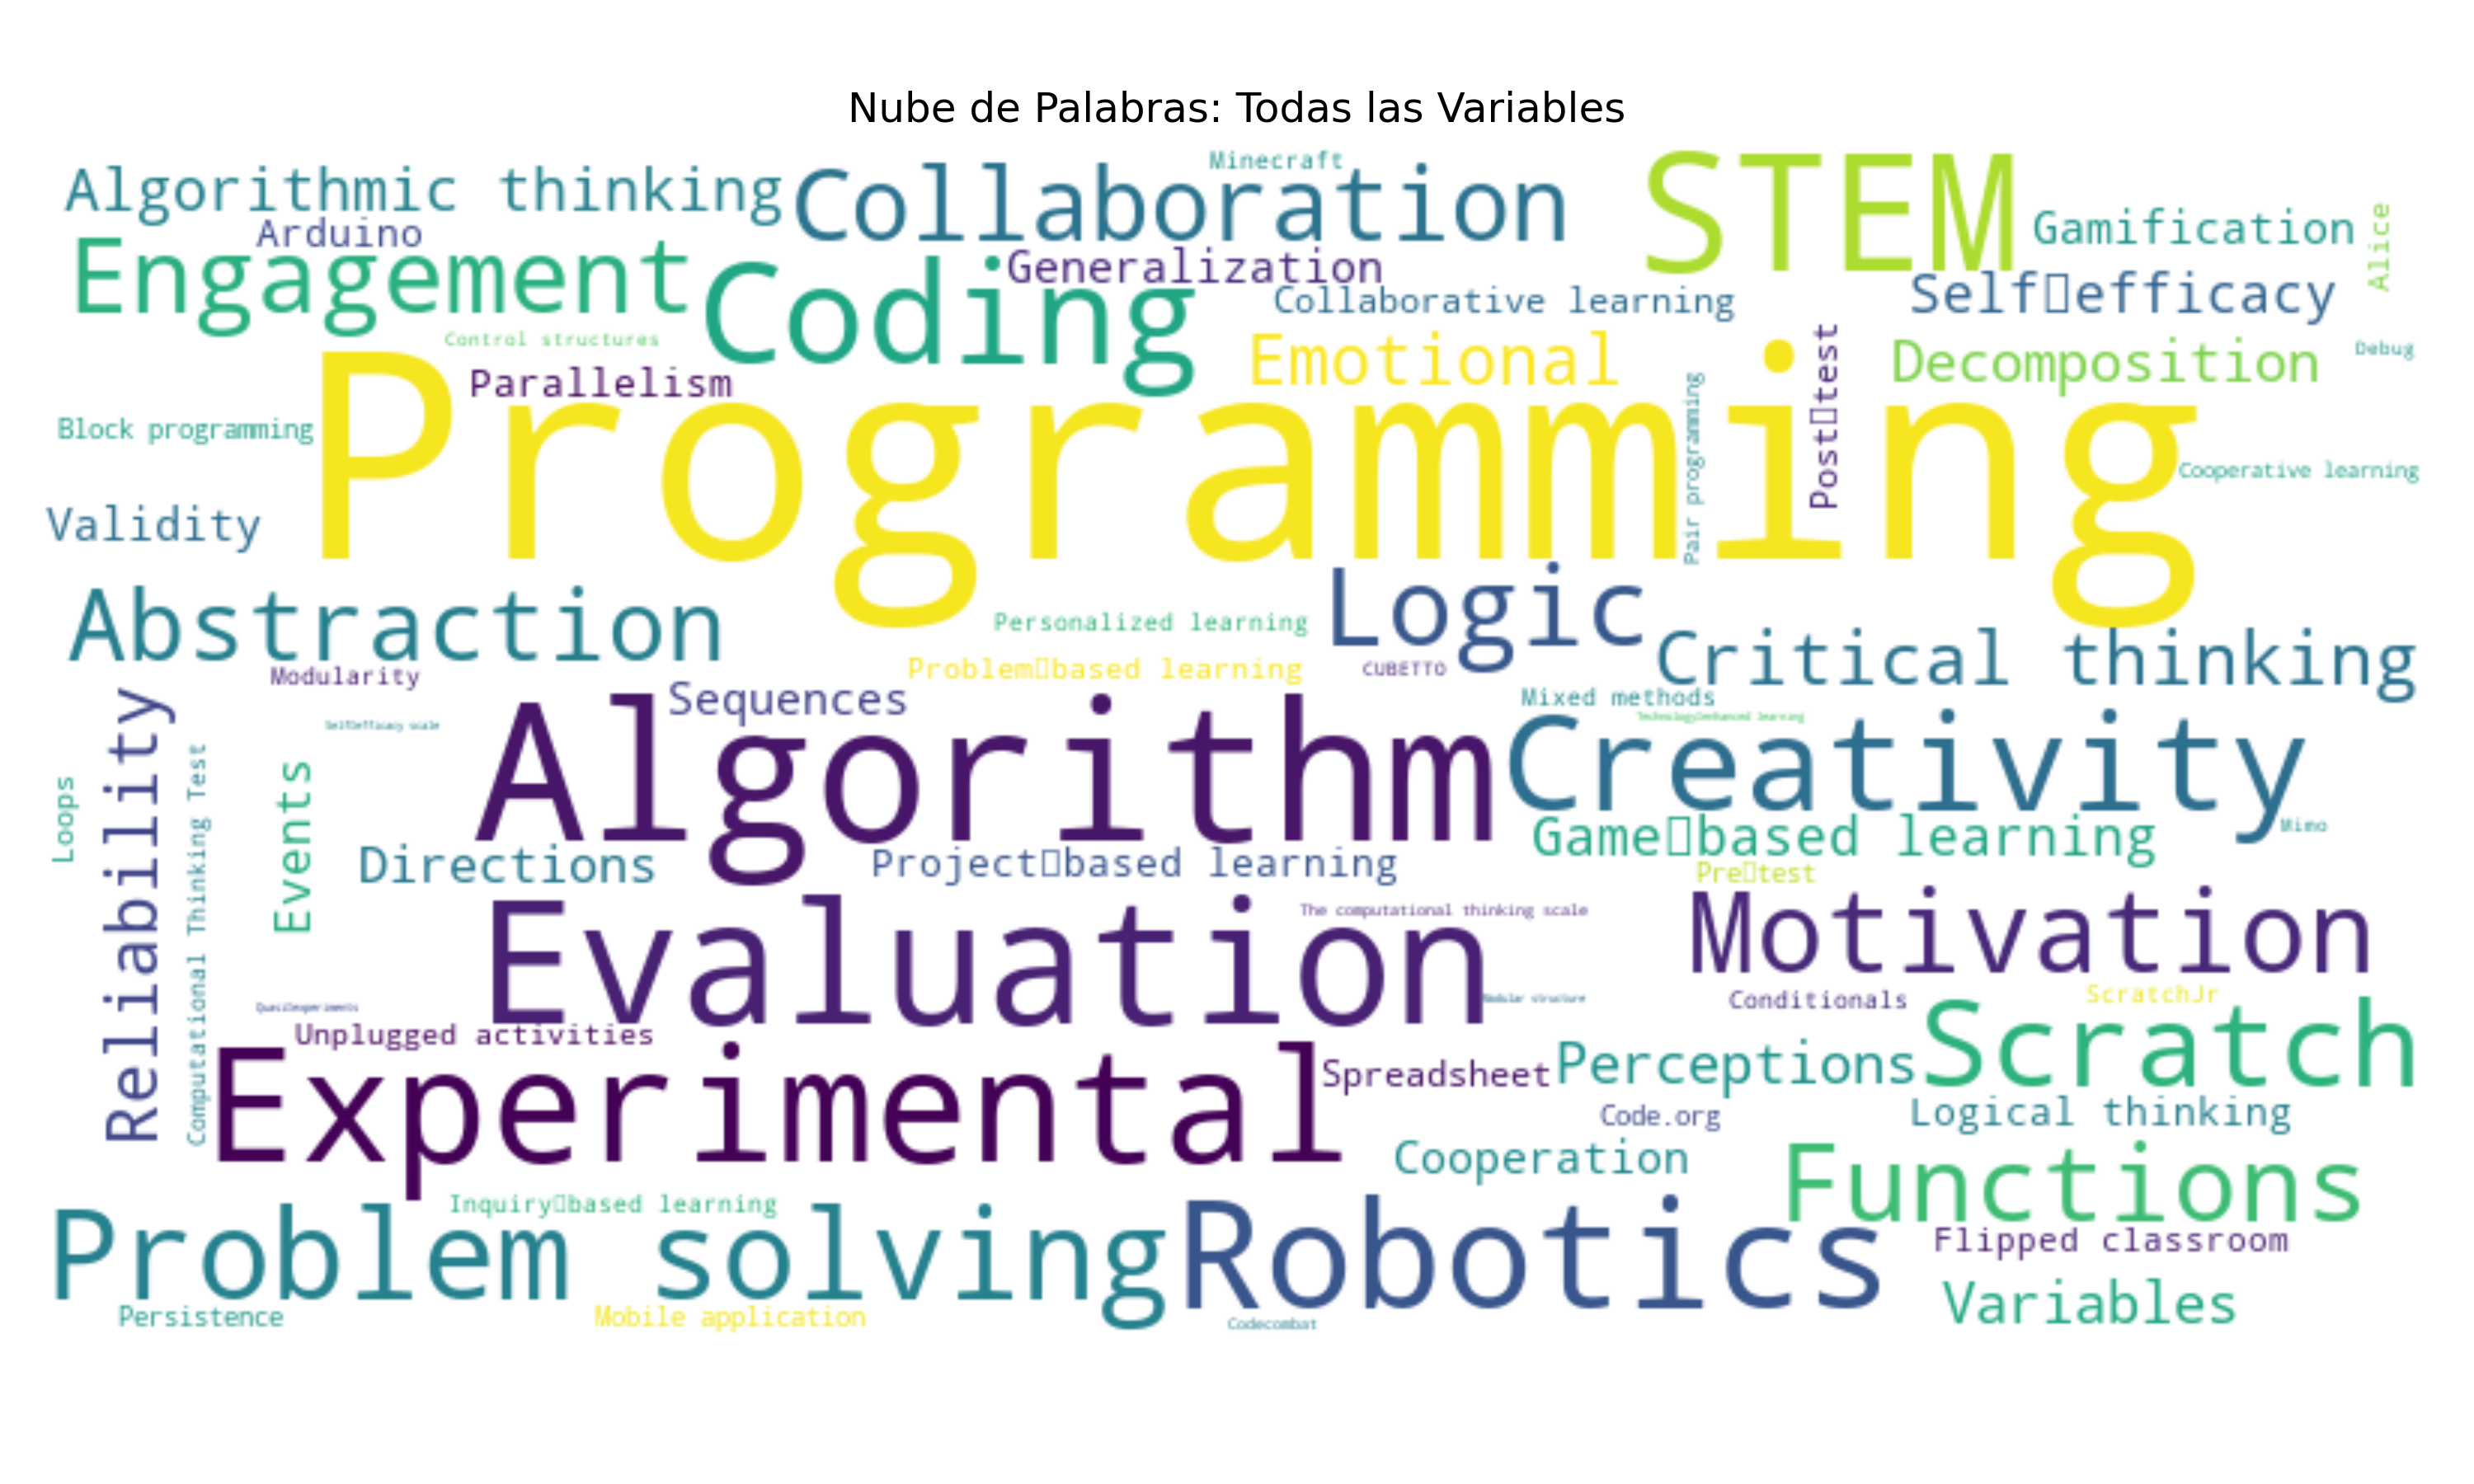 Nube de Palabras: Todas las Variables
Minecraft
Algorithmic thinking
Collaboration
STEM
Gamification
Alice
Arduino
Engagement
Coding
Generalization
Collaborative learning
Self▯efficacy
Control structures
Emotional
Decomposition
Debug
Parallelism
Programming
Pair programming
Post▯test
Block programming
Cooperative learning
Validity
Abstraction
Personalized learning
Logic
Critical thinking
Modularity
Problem▯based learning
CUBETTO
Sequences
Mixed methods
Self▯efficacy scale
Technology▯enhanced learning
Algorithm
Creativity
Reliability
Computational Thinking Test
Loops
Events
Directions
Project▯based learning
Game▯based learning
Mimo
Pre▯test
Evaluation
The computational thinking scale
Motivation
Quasi▯experiments
Modular structure
Conditionals
ScratchJr
Unplugged activities
Experimental
Spreadsheet
Perceptions
Scratch
Code.org
Logical thinking
Cooperation
Functions
Inquiry▯based learning
Problem solving
Robotics
Flipped classroom
Variables
Persistence
Mobile application
Codecombat